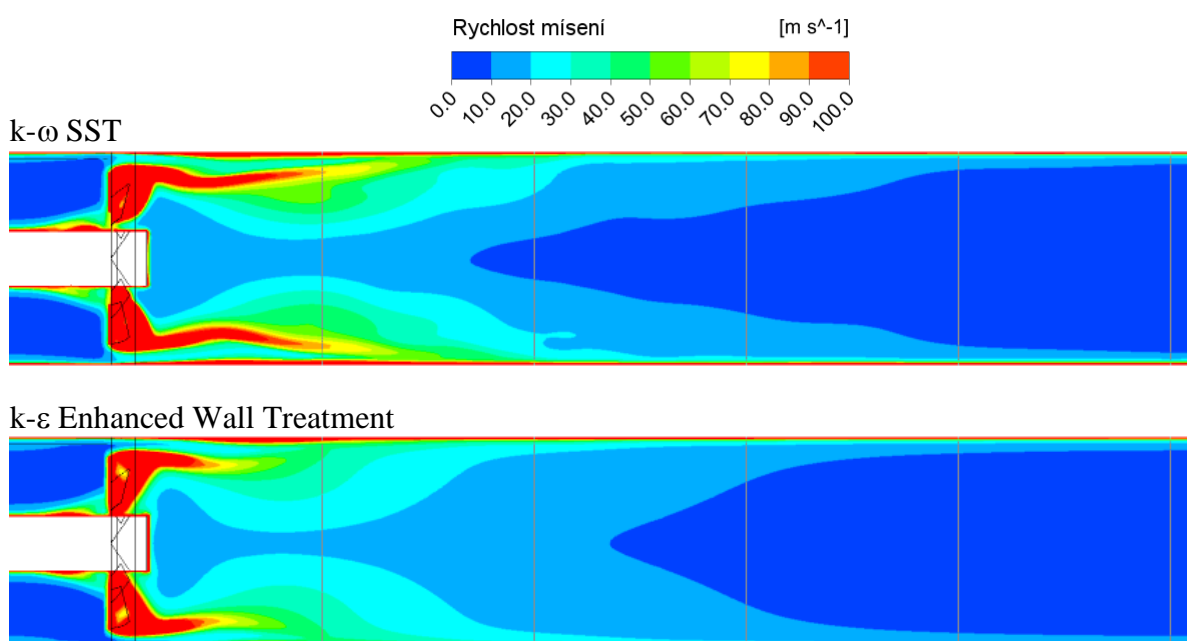 Rychlost mísení [m s^-1]
0.0 10.0 20.0 30.0 40.0 50.0 60.0 70.0 80.0 90.0 100.0
k-ω SST
k-ε Enhanced Wall Treatment